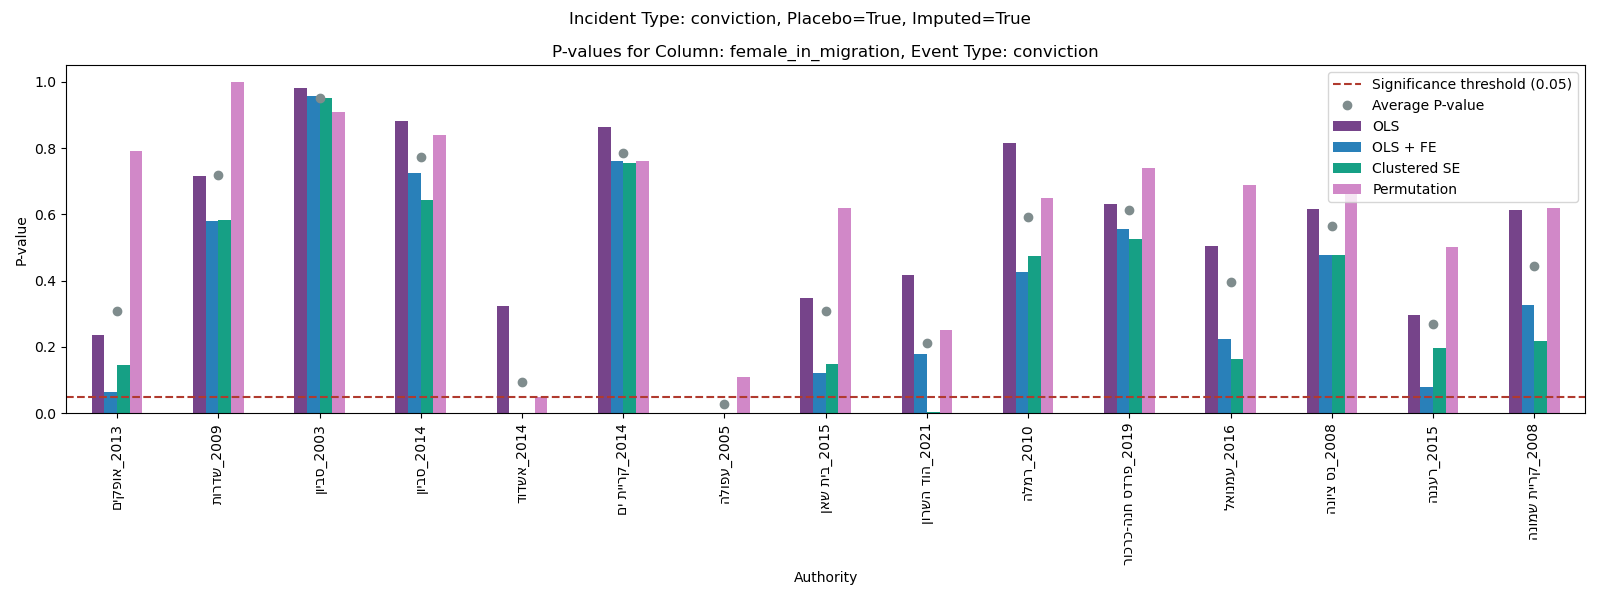 Incident Type: conviction, Placebo=True, Imputed=True
P-values for Column: female_in_migration, Event Type: conviction
Significance threshold (0.05)
Average P-value
OLS
OLS + FE
Clustered SE
Permutation
P-value
1.0
0.8
0.6
0.4
0.2
0.0
אופקים_2013
שדרות_2009
סביון_2003
סביון_2014
אשדוד_2014
קריית ים_2014
עפולה_2005
בית שאן_2015
הוד השרון_2021
רמלה_2010
פרדס חנה-כרכור_2019
עמנואל_2016
נס ציונה_2008
רעננה_2015
קריית שמונה_2008
Authority